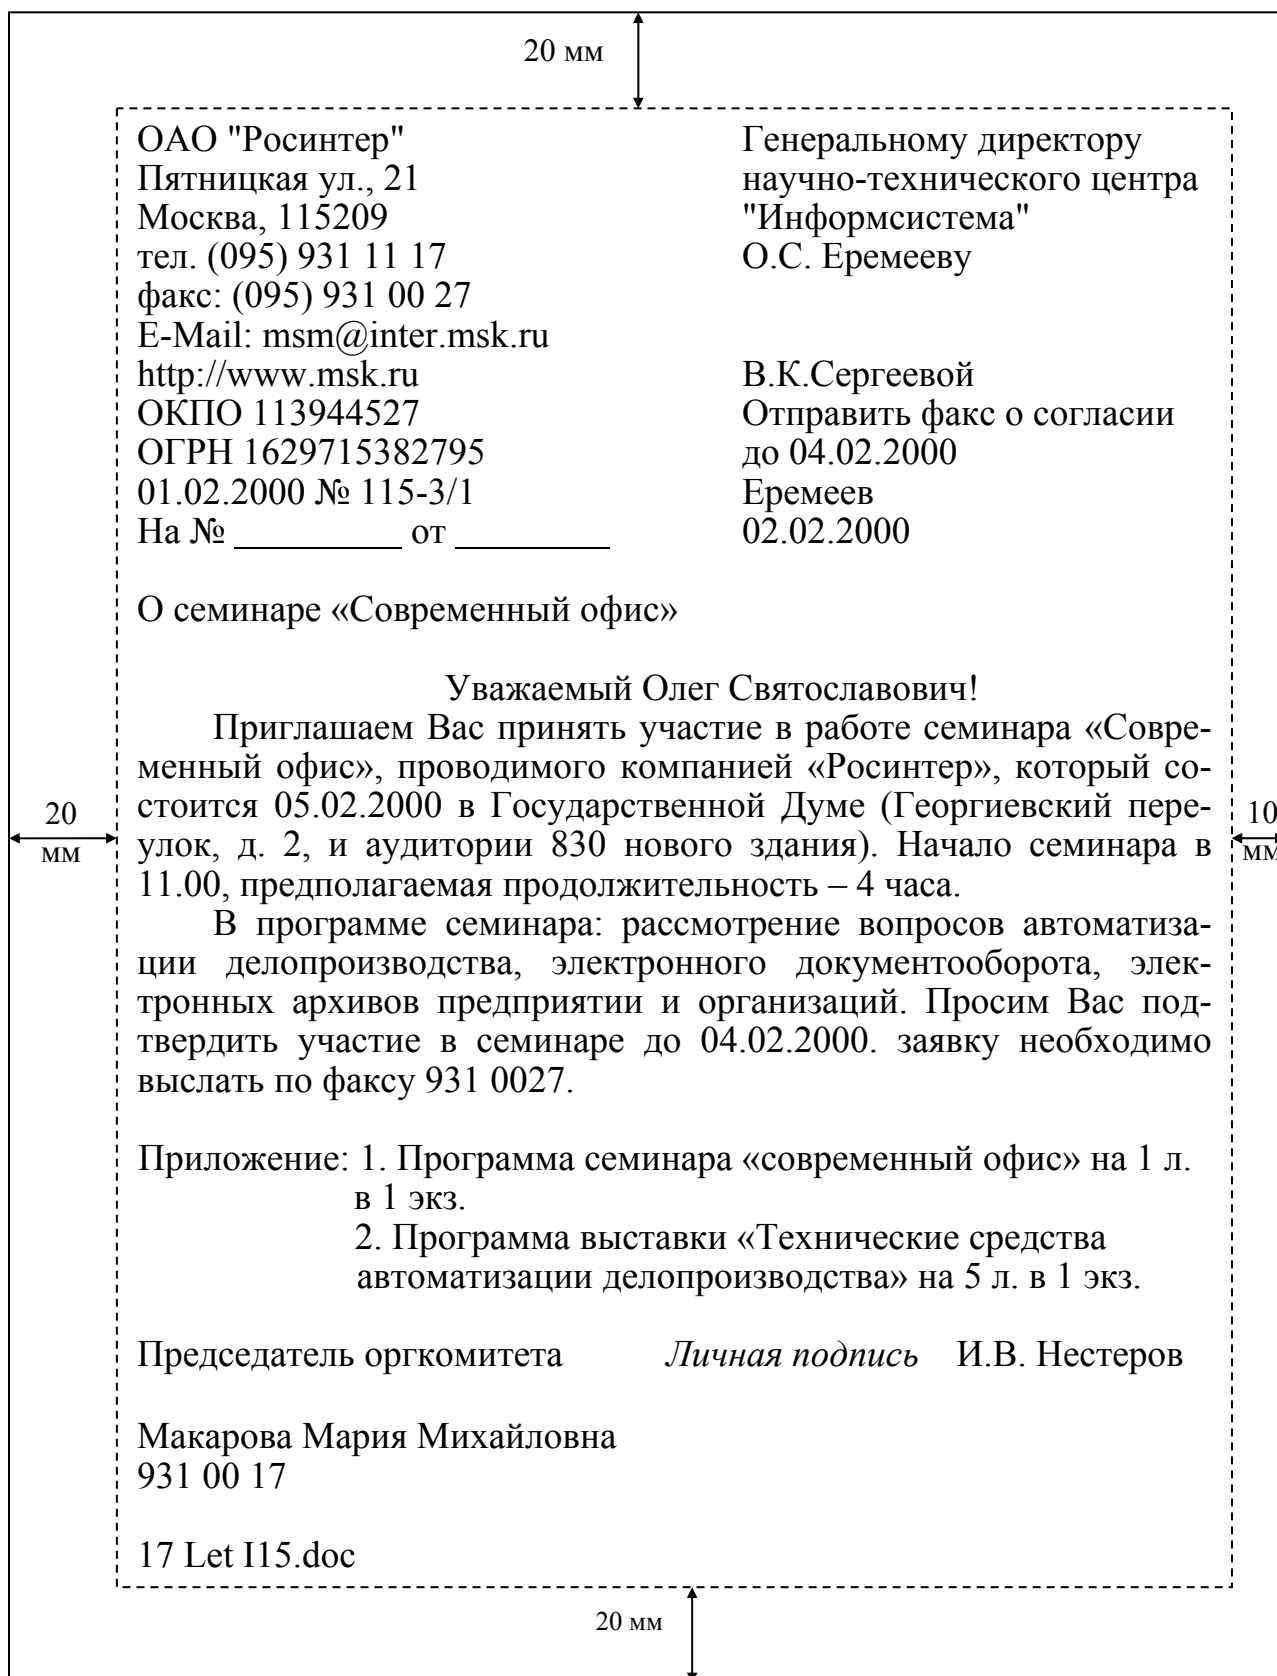 20 мм
ОАО "Росинтер"
Пятницкая ул., 21
Москва, 115209
тел. (095) 931 11 17
факс: (095) 931 00 27
E-Mail: msm@inter.msk.ru
http://www.msk.ru
ОКПО 113944527
ОГРН 1629715382795
01.02.2000 № 115-3/1
На № __________ от _________
Генеральному директору
научно-технического центра
"Информсистема"
О.С. Еремееву
В.К.Сергеевой
Отправить факс о согласии
до 04.02.2000
Еремеев
02.02.2000
О семинаре «Современный офис»
Уважаемый Олег Святославович!
Приглашаем Вас принять участие в работе семинара «Совре-
менный офис», проводимого компанией «Росинтер», который со-
стоится 05.02.2000 в Государственной Думе (Георгиевский пере-
улок, д. 2, и аудитории 830 нового здания). Начало семинара в
11.00, предполагаемая продолжительность – 4 часа.
В программе семинара: рассмотрение вопросов автоматиза-
ции делопроизводства, электронного документооборота, элек-
тронных архивов предприятии и организаций. Просим Вас под-
твердить участие в семинаре до 04.02.2000. заявку необходимо
выслать по факсу 931 0027.
20
мм
10
мм
Приложение: 1. Программа семинара «современный офис» на 1 л.
в 1 экз.
2. Программа выставки «Технические средства
автоматизации делопроизводства» на 5 л. в 1 экз.
Председатель оргкомитета Личная подпись И.В. Нестеров
Макарова Мария Михайловна
931 00 17
17 Let I15.doc
20 мм